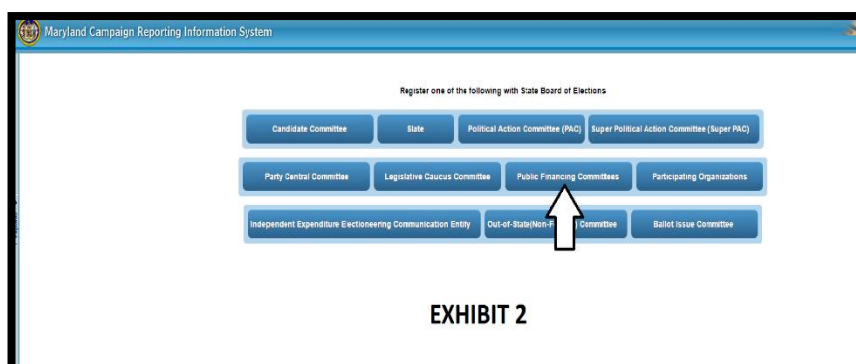 Maryland Campaign Reporting Information System
Register one of the following with State Board of Elections
Candidate Committee Slate Political Action Committee (PAC) Super Political Action Committee (Super PAC)
Party Central Committee Legislative Caucus Committee Public Financing Committees Participating Organizations
Independent Expenditure Electioneering Communication Entity Out-of-State(Non-F Committee Ballot Issue Committee
EXHIBIT 2